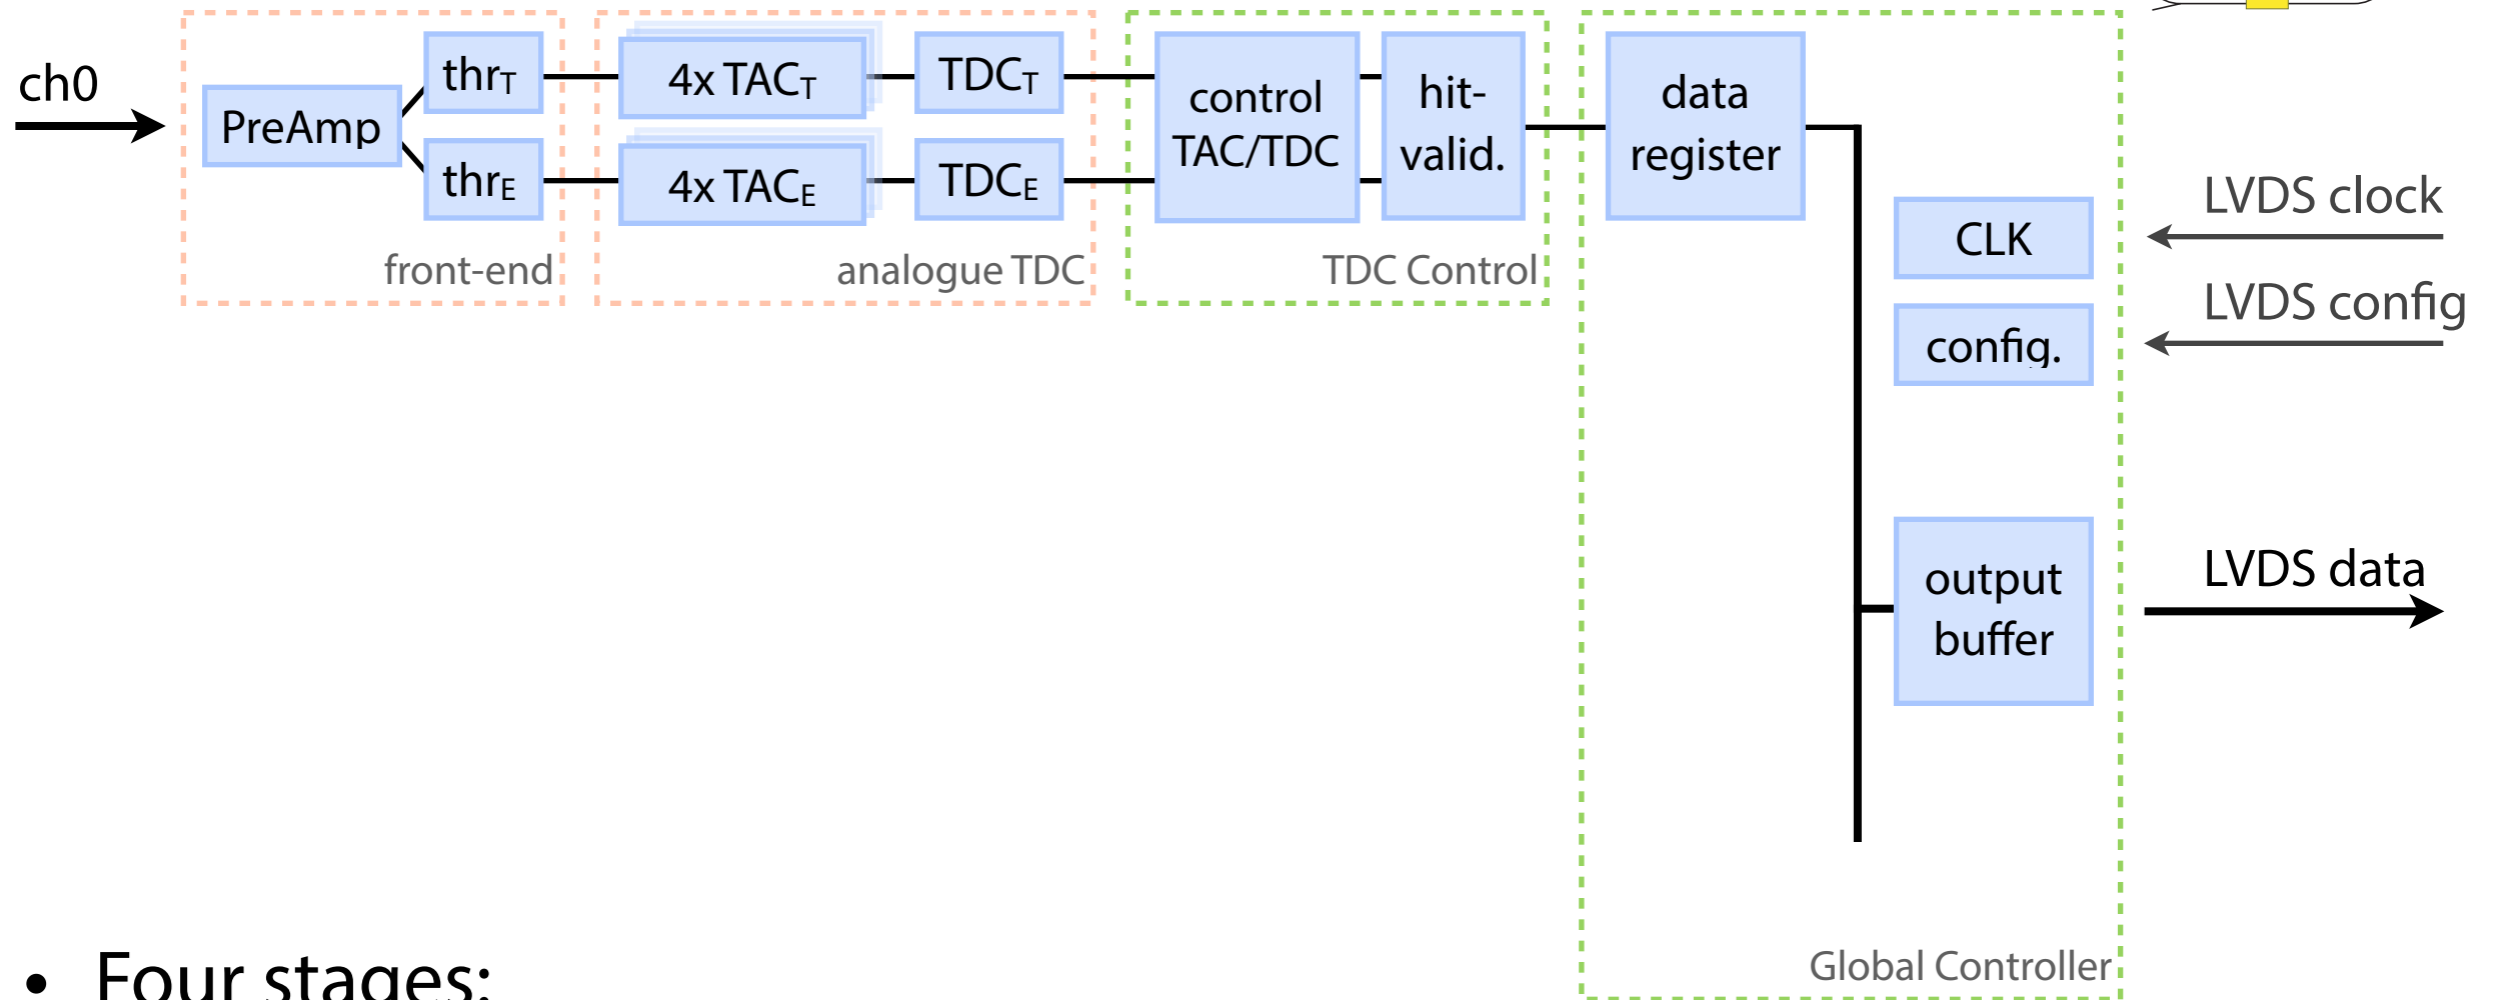 ch0
PreAmp
thrT
thrE
front-end
4x TACT
4x TACE
TDCT
TDCE
analogue TDC
control
TAC/TDC
hit-
valid.
TDC Control
data
register
CLK
config.
output
buffer
Global Controller
LVDS clock
LVDS config
LVDS data
• Four stages: